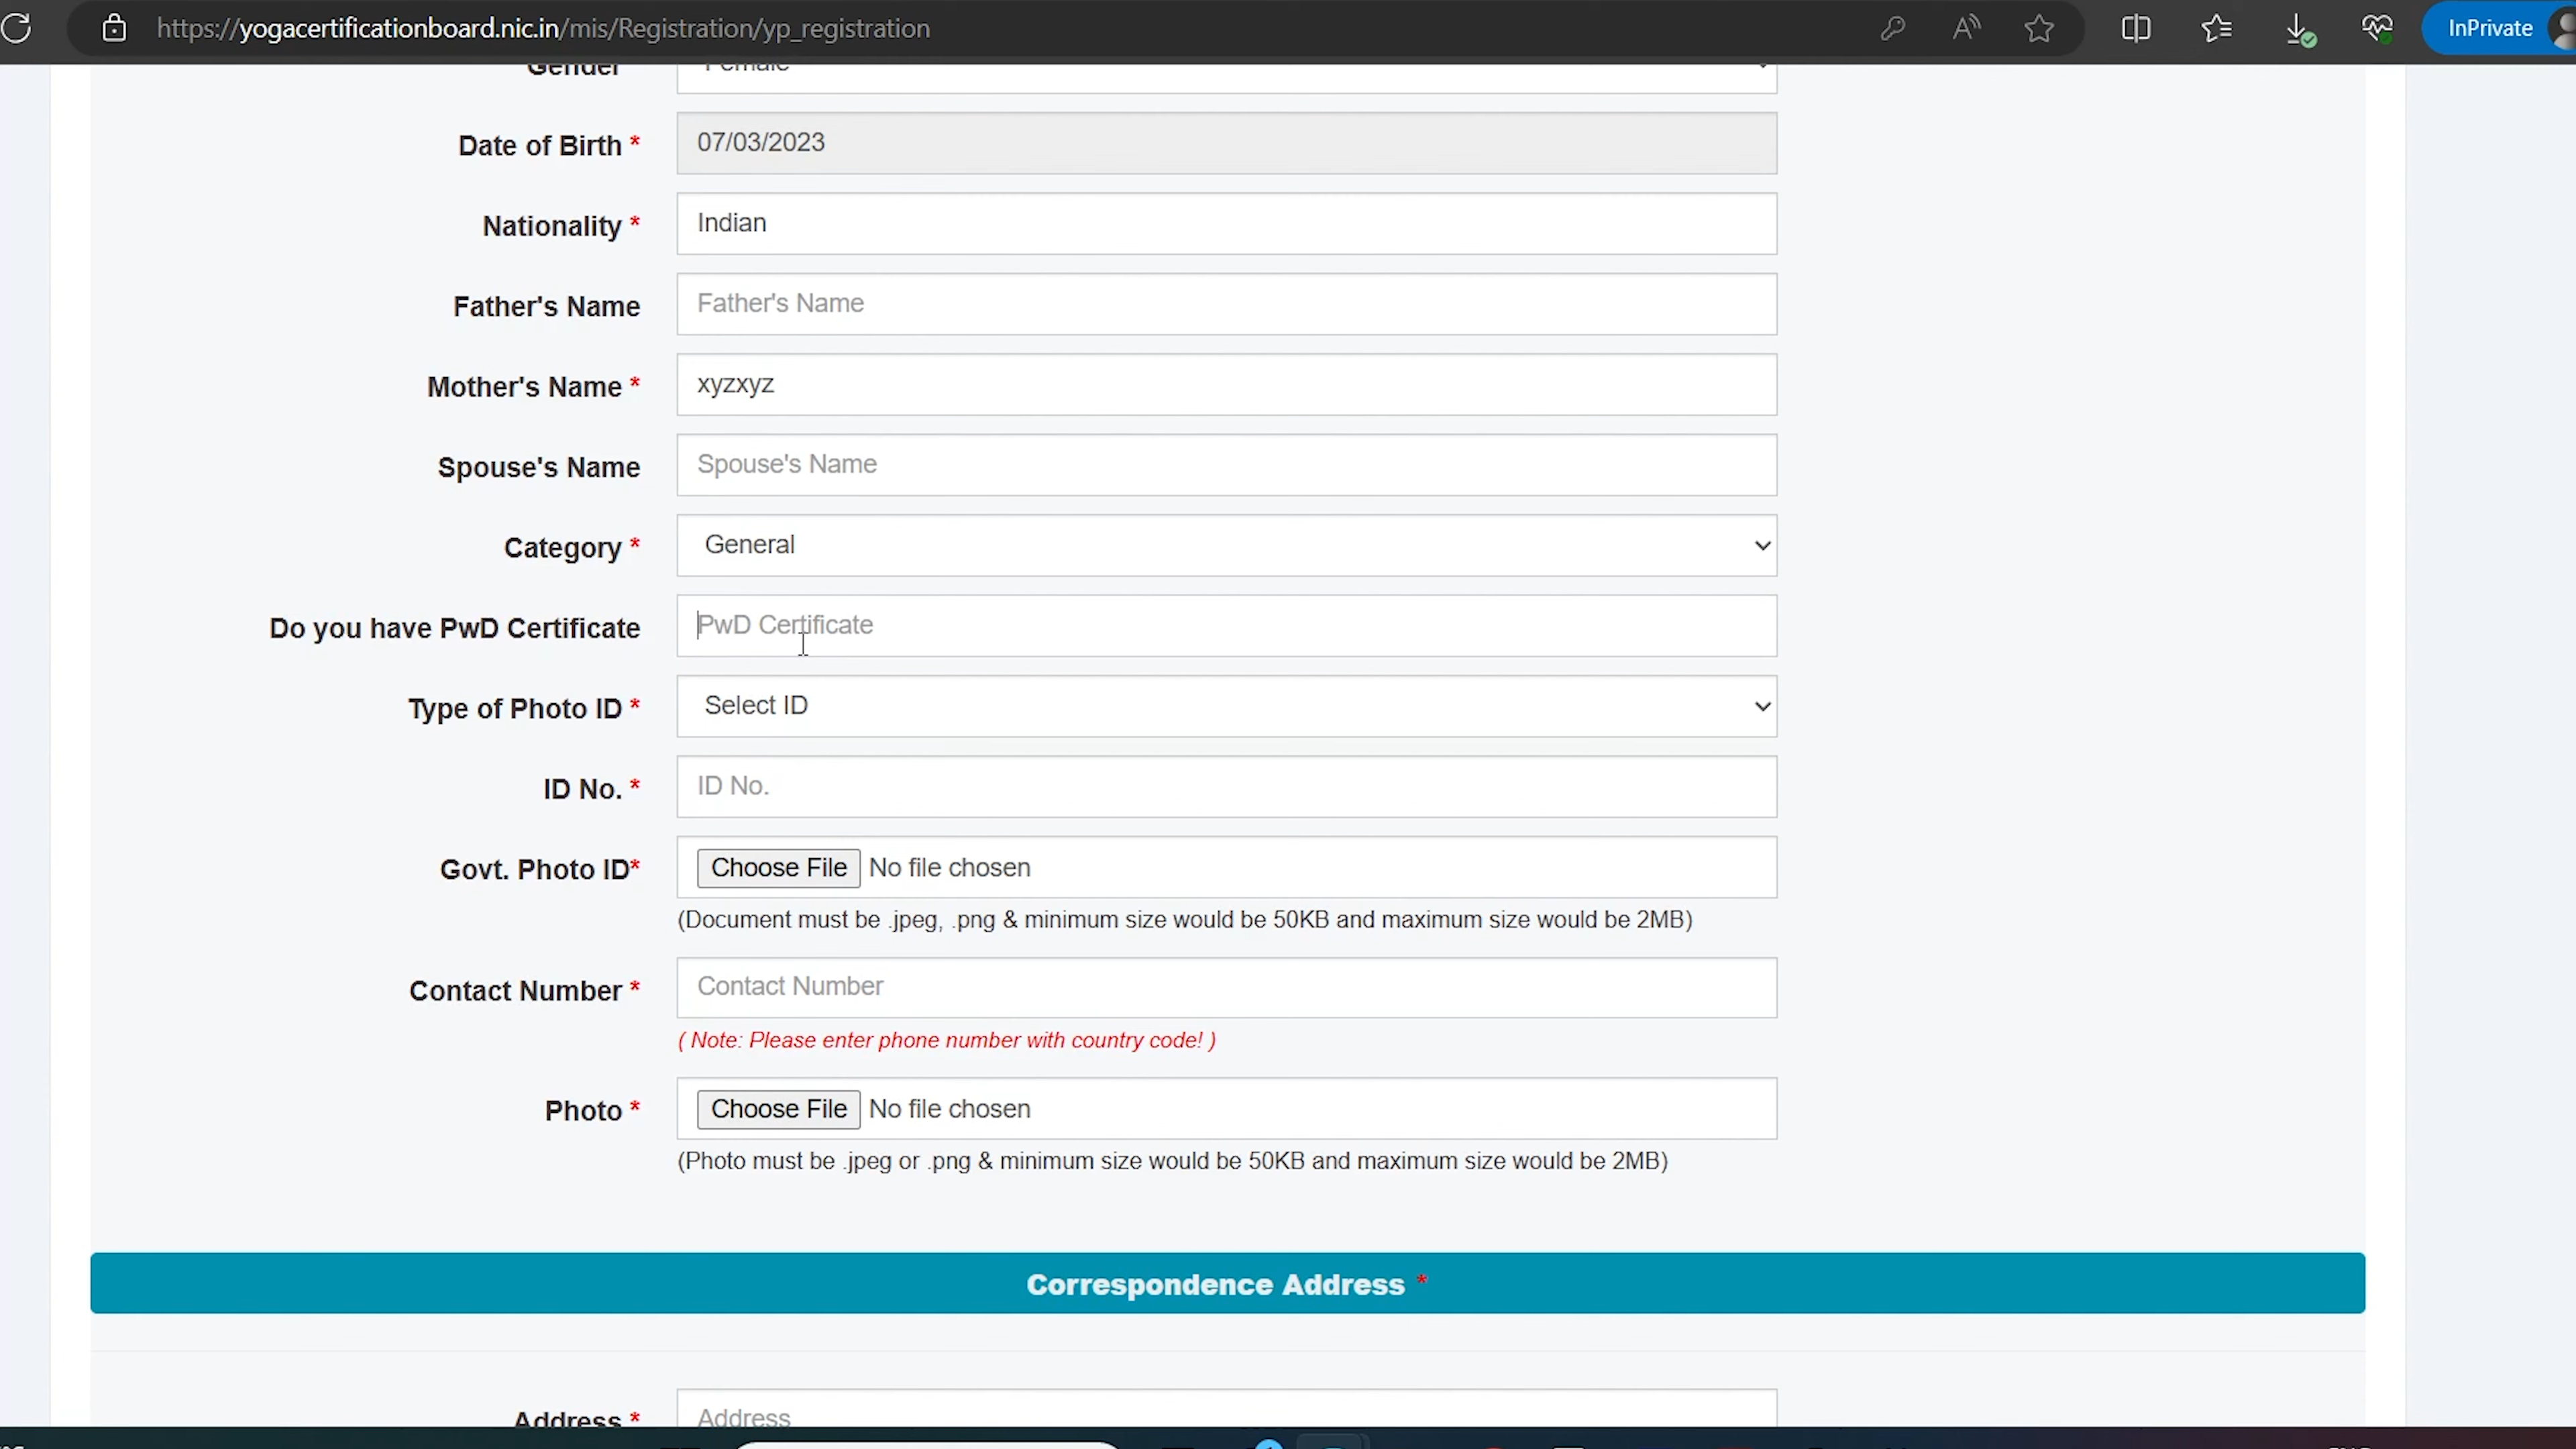 https://yogacertificationboard.nic.in/mis/Registration/yp_registration
InPrivate
Gender Female
Date of Birth * 07/03/2023
Nationality * Indian
Father's Name Father's Name
Mother's Name * xyzxyz
Spouse's Name Spouse's Name
Category * General
Do you have PwD Certificate PwD Certificate
Type of Photo ID * Select ID
ID No. * ID No.
Govt. Photo ID* Choose File No file chosen
(Document must be .jpeg, .png & minimum size would be 50KB and maximum size would be 2MB)
Contact Number * Contact Number
( Note: Please enter phone number with country code! )
Photo * Choose File No file chosen
(Photo must be .jpeg or .png & minimum size would be 50KB and maximum size would be 2MB)
Correspondence Address *
Address * Address